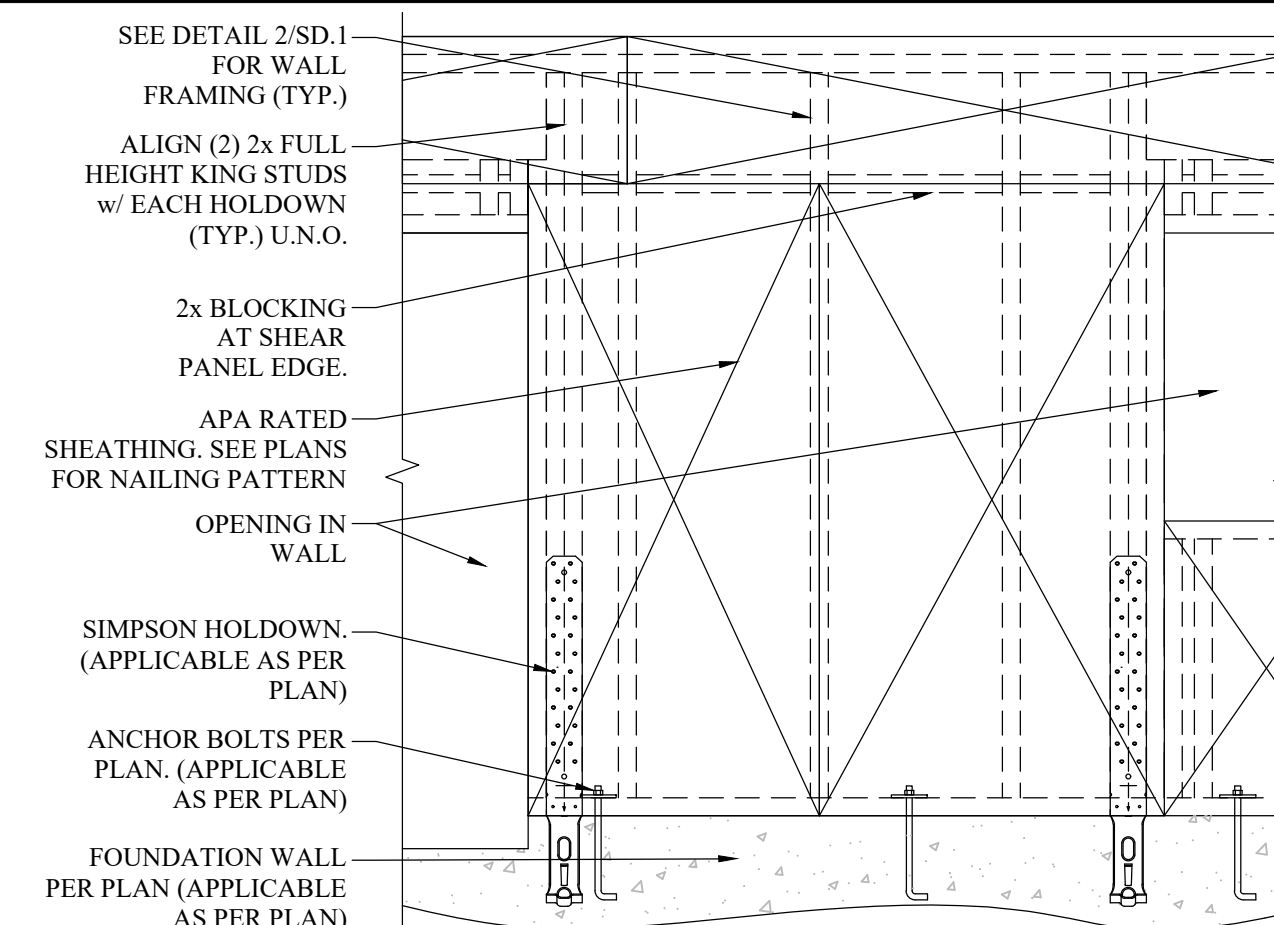 SEE DETAIL 2/SD.1
FOR WALL
FRAMING (TYP.)
ALIGN (2) 2x FULL
HEIGHT KING STUDS
w/ EACH HOLDOWN
(TYP.) U.N.O.
2x BLOCKING
AT SHEAR
PANEL EDGE.
APA RATED
SHEATHING. SEE PLANS
FOR NAILING PATTERN
OPENING IN
WALL
SIMPSON HOLDOWN.
(APPLICABLE AS PER
PLAN)
ANCHOR BOLTS PER
PLAN. (APPLICABLE
AS PER PLAN)
FOUNDATION WALL
PER PLAN (APPLICABLE
AS PER PLAN)